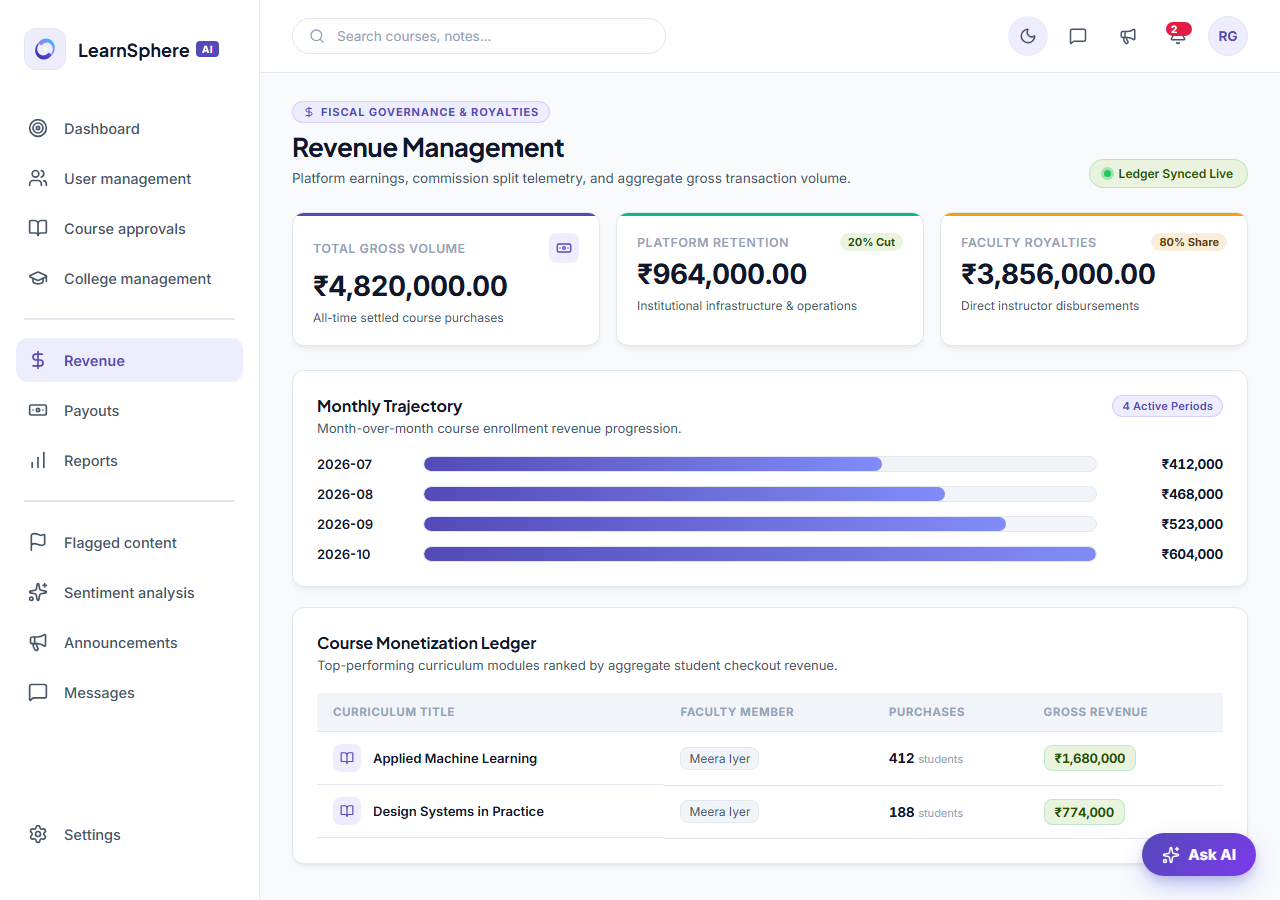 LearnSphere AI
Search courses, notes...
2
RG
Dashboard
User management
Course approvals
College management
Revenue
Payouts
Reports
Flagged content
Sentiment analysis
Announcements
Messages
Settings
FISCAL GOVERNANCE & ROYALTIES
Revenue Management
Platform earnings, commission split telemetry, and aggregate gross transaction volume.
Ledger Synced Live
TOTAL GROSS VOLUME
₹4,820,000.00
All-time settled course purchases
PLATFORM RETENTION
20% Cut
₹964,000.00
Institutional infrastructure & operations
FACULTY ROYALTIES
80% Share
₹3,856,000.00
Direct instructor disbursements
Monthly Trajectory
4 Active Periods
Month-over-month course enrollment revenue progression.
2026-07 ₹412,000
2026-08 ₹468,000
2026-09 ₹523,000
2026-10 ₹604,000
Course Monetization Ledger
Top-performing curriculum modules ranked by aggregate student checkout revenue.
CURRICULUM TITLE FACULTY MEMBER PURCHASES GROSS REVENUE
Applied Machine Learning Meera Iyer 412 students ₹1,680,000
Design Systems in Practice Meera Iyer 188 students ₹774,000
Ask AI